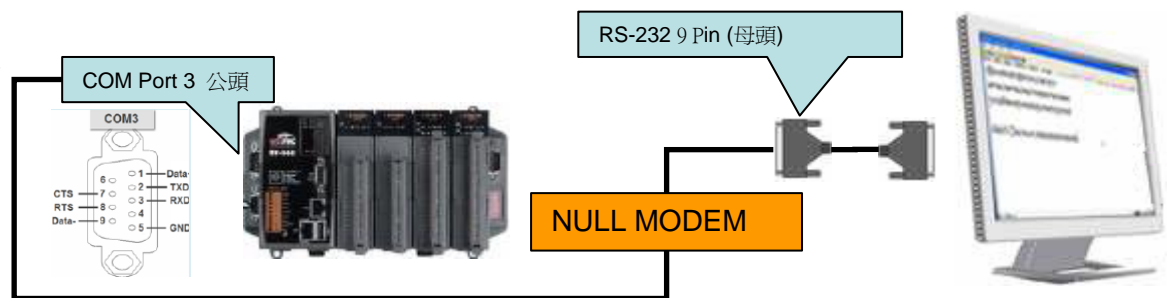 RS-232 9 Pin (母頭)
COM Port 3 公頭
COM3
1 Data-
6
2 TXD
CTS 7
3 RXD
RTS 8
4
Data- 9
5 GND
NULL MODEM